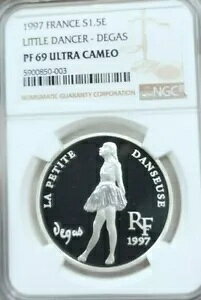 1997 FRANCE S1.5E
LITTLE DANCER - DEGAS
PF 69 ULTRA CAMEO
5900850-003
NUMISMATIC GUARANTY CORPORATION
NGC
LA PETITE
DANSEUSE
Degas
RF
1997